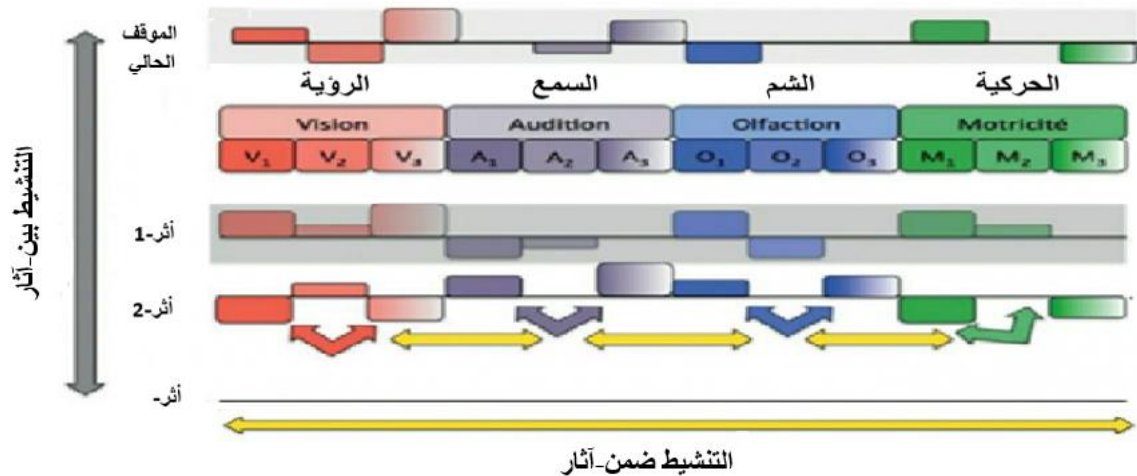 الموقف
الحالي
الرؤية السمع الشم الحركية
Vision Audition Olfaction Motricité
V₁ V₂ V₃ A₁ A₂ A₃ O₁ O₂ O₃ M₁ M₂ M₃
التنشيط بين-آثار
أثر-1
أثر-2
أثر-
التنشيط ضمن-آثار